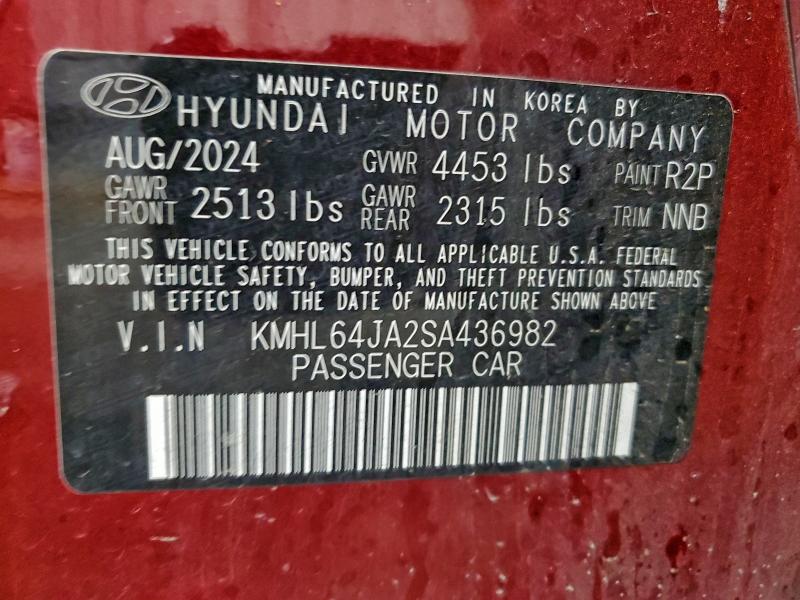 MANUFACTURED IN KOREA BY
HYUNDAI MOTOR COMPANY
AUG/2024 GVWR 4453 lbs PAINT R2P
GAWR FRONT 2513 lbs GAWR REAR 2315 lbs TRIM NNB
THIS VEHICLE CONFORMS TO ALL APPLICABLE U.S.A. FEDERAL
MOTOR VEHICLE SAFETY, BUMPER, AND THEFT PREVENTION STANDARDS
IN EFFECT ON THE DATE OF MANUFACTURE SHOWN ABOVE
V.I.N KMHL64JA2SA436982
PASSENGER CAR